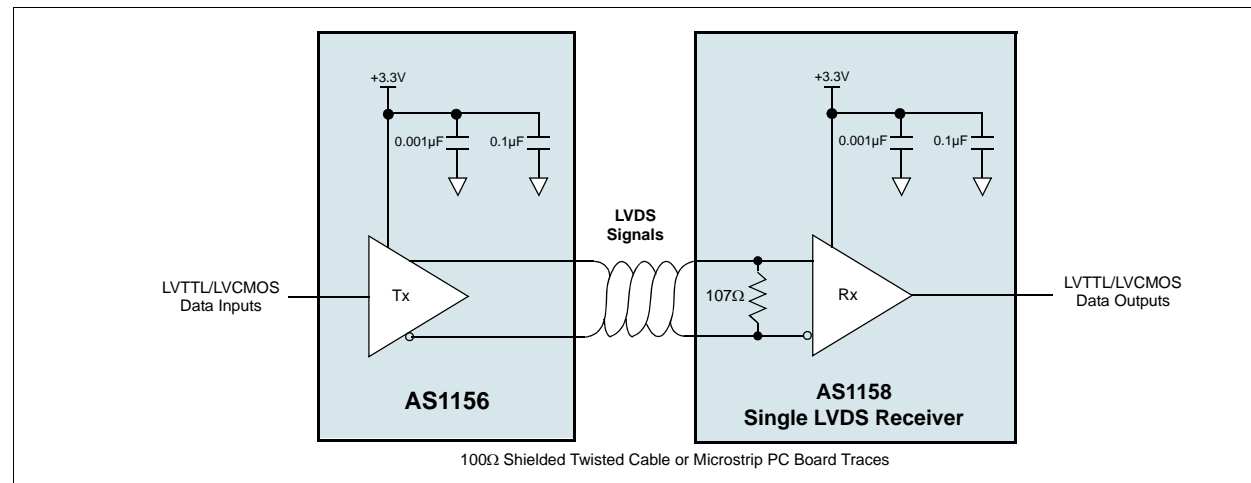 +3.3V
0.001µF
0.1µF
+3.3V
0.001µF
0.1µF
LVDS
Signals
LVTTL/LVCMOS
Data Inputs
Tx
107Ω
Rx
LVTTL/LVCMOS
Data Outputs
AS1156
AS1158
Single LVDS Receiver
100Ω Shielded Twisted Cable or Microstrip PC Board Traces